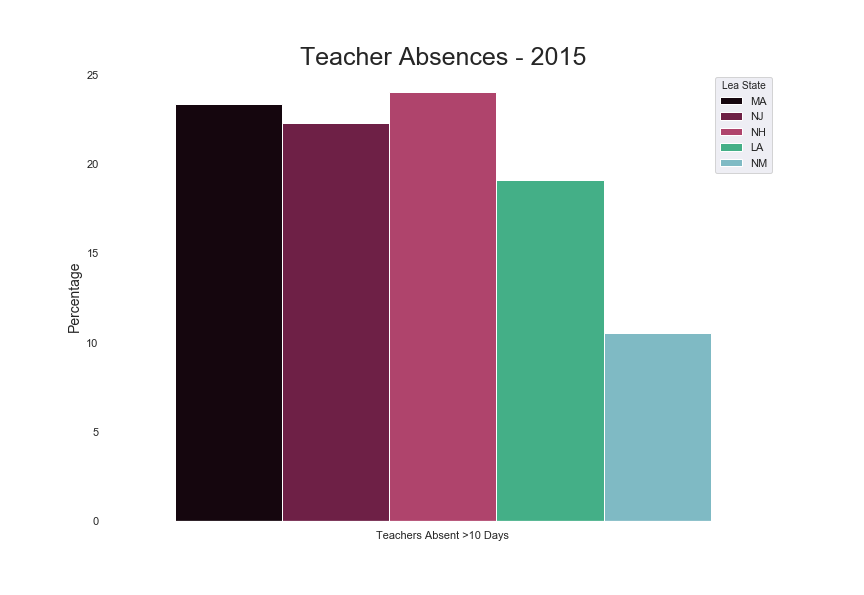 Teacher Absences - 2015
25
20
15
10
5
0
Percentage
Teachers Absent >10 Days
Lea State
MA
NJ
NH
LA
NM